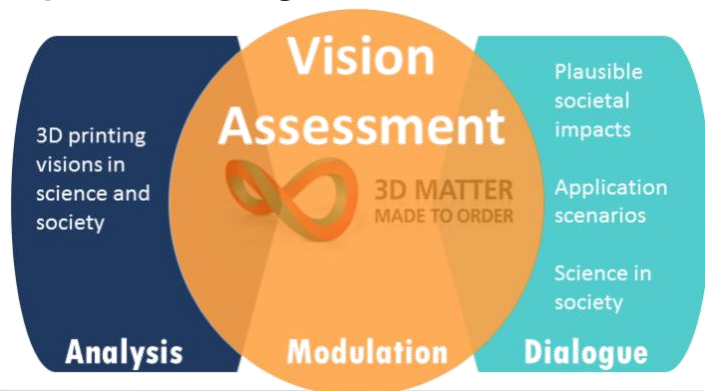 Vision
Assessment
3D printing
visions in
science and
society
3D MATTER
MADE TO ORDER
Plausible
societal
impacts
Application
scenarios
Science in
society
Analysis
Modulation
Dialogue